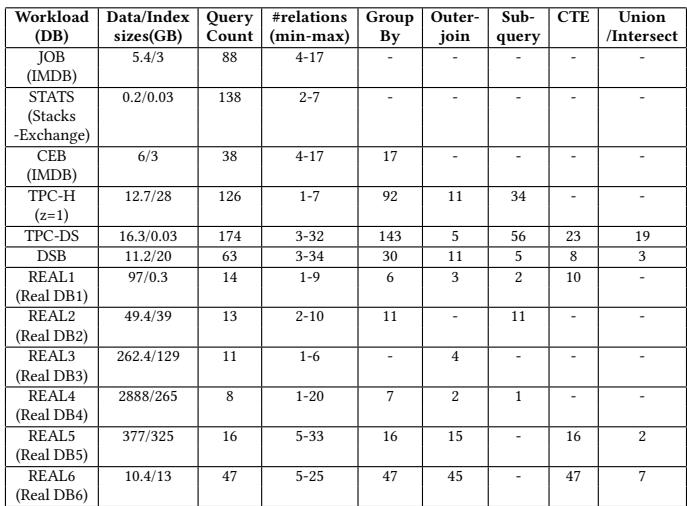 Workload Data/Index Query #relations Group Outer- Sub- CTE Union
(DB) sizes(GB) Count (min-max) By join query /Intersect
JOB 5.4/3 88 4-17 - - - - -
(IMDB)
STATS 0.2/0.03 138 2-7 - - - - -
(Stacks
-Exchange)
CEB 6/3 38 4-17 17 - - - -
(IMDB)
TPC-H 12.7/28 126 1-7 92 11 34 - -
(z=1)
TPC-DS 16.3/0.03 174 3-32 143 5 56 23 19
DSB 11.2/20 63 3-34 30 11 5 8 3
REAL1 97/0.3 14 1-9 6 3 2 10 -
(Real DB1)
REAL2 49.4/39 13 2-10 11 - 11 - -
(Real DB2)
REAL3 262.4/129 11 1-6 - 4 - - -
(Real DB3)
REAL4 2888/265 8 1-20 7 2 1 - -
(Real DB4)
REAL5 377/325 16 5-33 16 15 - 16 2
(Real DB5)
REAL6 10.4/13 47 5-25 47 45 - 47 7
(Real DB6)